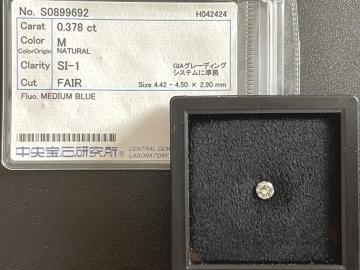 No. S0899692 H042424
Carat 0.378 ct
Color M
ColorOrigin NATURAL
Clarity SI-1 GIAグレーディング
システムに準拠
Cut FAIR Size 4.42 - 4.50 × 2.90 mm
Fluo. MEDIUM BLUE
中央宝石研究所 CENTRAL GEM
LABORATORY